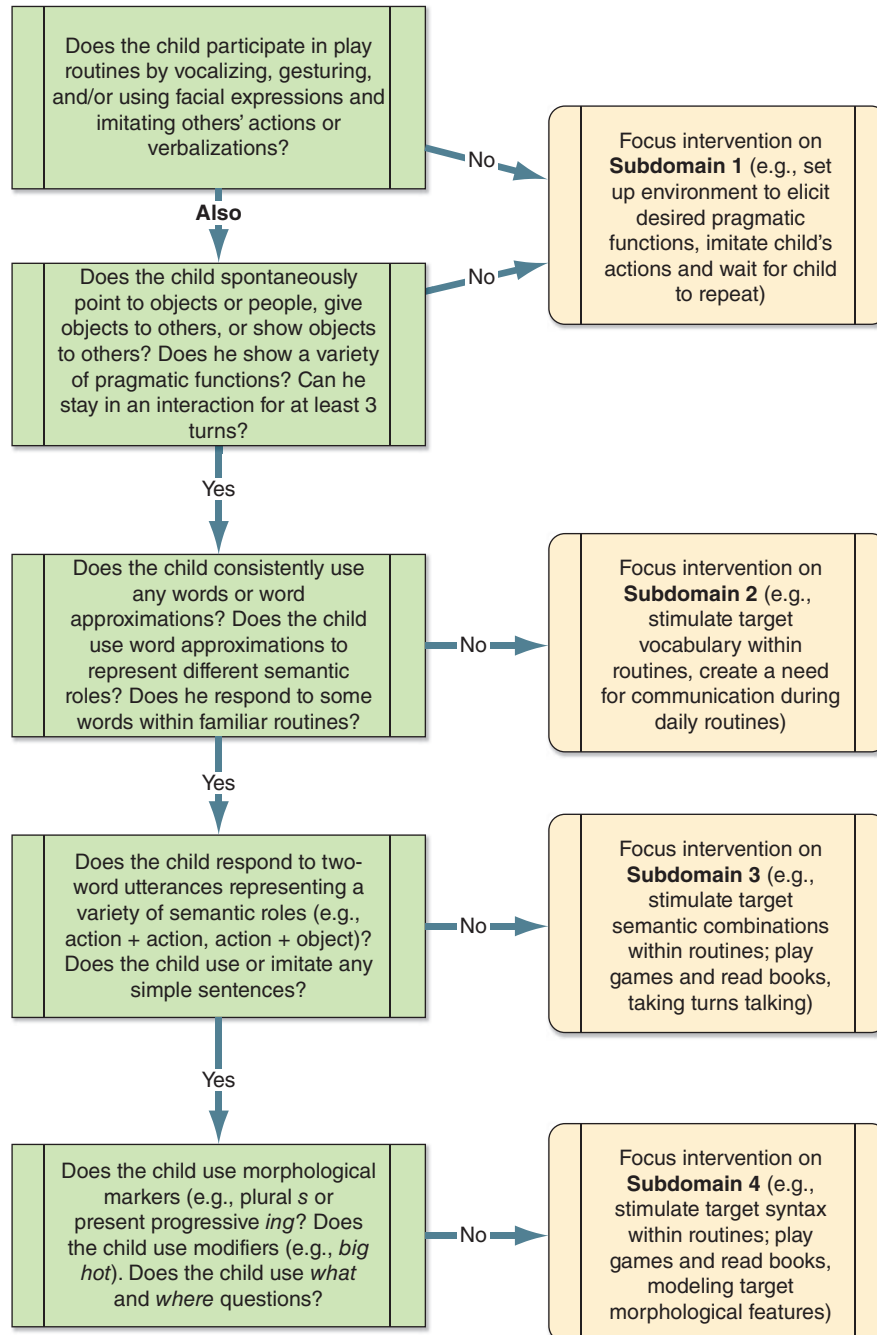 Does the child participate in play
routines by vocalizing, gesturing,
and/or using facial expressions and
imitating others' actions or
verbalizations?
No
Focus intervention on
Subdomain 1 (e.g., set
up environment to elicit
desired pragmatic
functions, imitate child's
actions and wait for child
to repeat)
Also
Does the child spontaneously
point to objects or people, give
objects to others, or show objects
to others? Does he show a variety
of pragmatic functions? Can he
stay in an interaction for at least 3
turns?
No
Yes
Does the child consistently use
any words or word
approximations? Does the child
use word approximations to
represent different semantic
roles? Does he respond to some
words within familiar routines?
No
Focus intervention on
Subdomain 2 (e.g.,
stimulate target
vocabulary within
routines, create a need
for communication during
daily routines)
Yes
Does the child respond to two-
word utterances representing a
variety of semantic roles (e.g.,
action + action, action + object)?
Does the child use or imitate any
simple sentences?
No
Focus intervention on
Subdomain 3 (e.g.,
stimulate target
semantic combinations
within routines; play
games and read books,
taking turns talking)
Yes
Does the child use morphological
markers (e.g., plural s or
present progressive ing? Does
the child use modifiers (e.g., big
hot). Does the child use what
and where questions?
No
Focus intervention on
Subdomain 4 (e.g.,
stimulate target syntax
within routines; play
games and read books,
modeling target
morphological features)